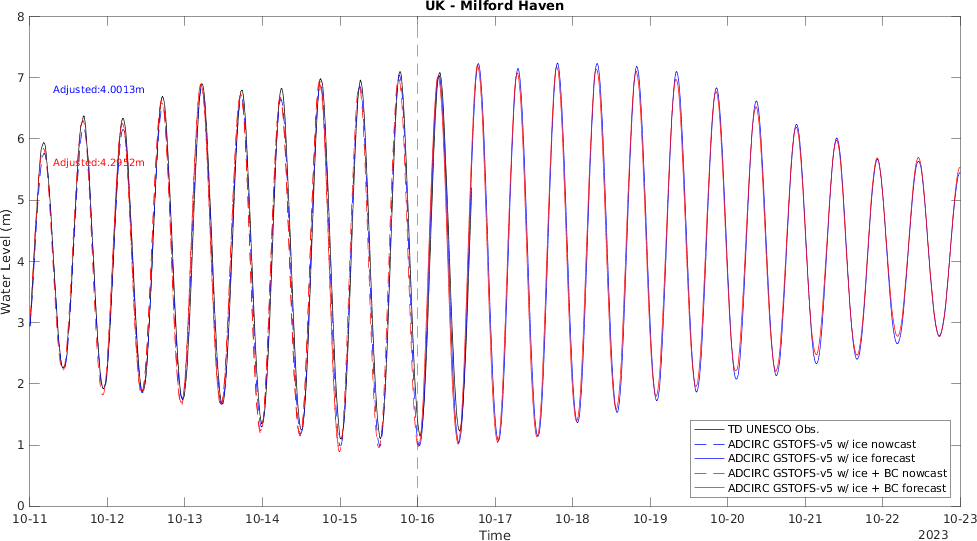 UK - Milford Haven
8
7
6
5
4
3
2
1
0
Water Level (m)
Adjusted:4.0013m
Adjusted:4.2952m
TD UNESCO Obs.
ADCIRC GSTOFS-v5 w/ ice nowcast
ADCIRC GSTOFS-v5 w/ ice forecast
ADCIRC GSTOFS-v5 w/ ice + BC nowcast
ADCIRC GSTOFS-v5 w/ ice + BC forecast
10-11 10-12 10-13 10-14 10-15 10-16 10-17 10-18 10-19 10-20 10-21 10-22 10-23
Time
2023